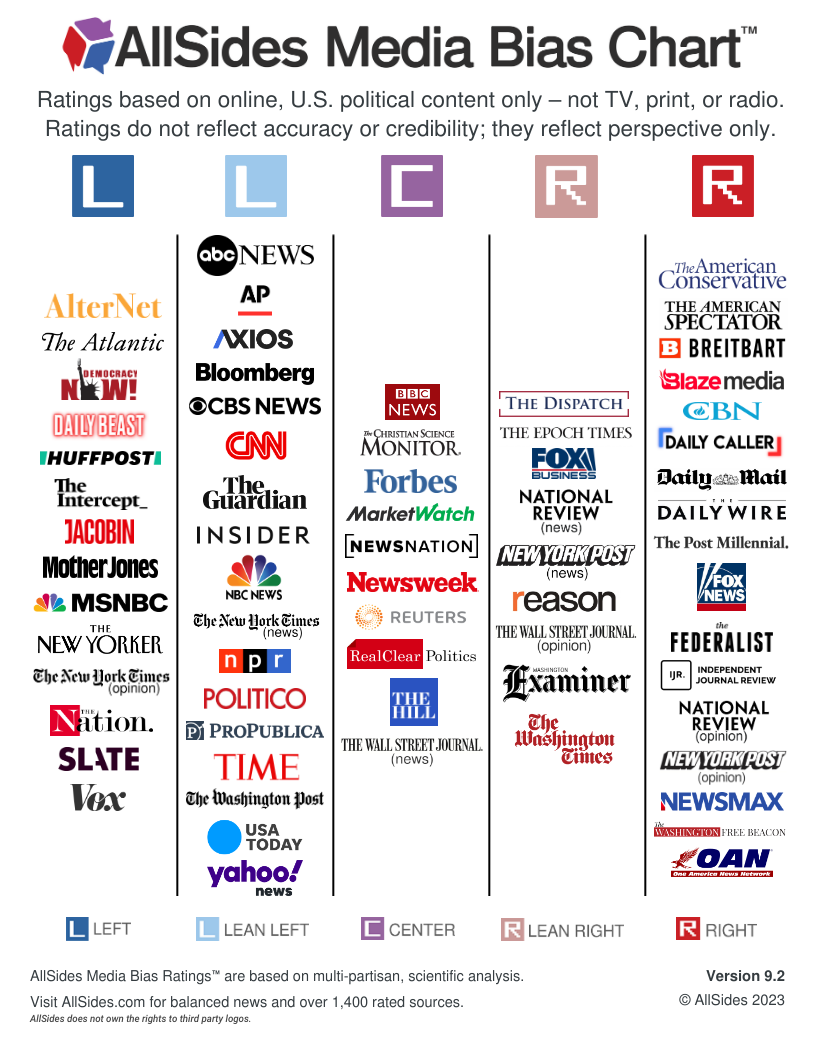 AllSides Media Bias Chart™
Ratings based on online, U.S. political content only – not TV, print, or radio.
Ratings do not reflect accuracy or credibility; they reflect perspective only.
L
L
C
R
R
AlterNet
The Atlantic
DEMOCRACY
NOW!
DAILY BEAST
HUFFPOST
The
Intercept_
JACOBIN
Mother Jones
MSNBC
THE
NEW YORKER
The New York Times
(opinion)
THE
Nation.
SLATE
Vox
abc NEWS
AP
AXIOS
Bloomberg
CBS NEWS
CNN
The
Guardian
INSIDER
NBC NEWS
The New York Times
(news)
npr
POLITICO
PROPUBLICA
TIME
The Washington Post
USA
TODAY
yahoo!
news
BBC
NEWS
The CHRISTIAN SCIENCE
MONITOR
Forbes
MarketWatch
NEWSNATION
Newsweek
REUTERS
RealClear Politics
THE
HILL
THE WALL STREET JOURNAL.
(news)
THE DISPATCH
THE EPOCH TIMES
FOX
BUSINESS
NATIONAL
REVIEW
(news)
NEW YORK POST
(news)
reason
THE WALL STREET JOURNAL.
(opinion)
WASHINGTON
Examiner
The
Washington
Times
The American
Conservative
THE AMERICAN
SPECTATOR
B BREITBART
Blaze media
CBN
DAILY CALLER
Daily Mail
THE
DAILY WIRE
The Post Millennial.
FOX
NEWS
the
FEDERALIST
IJR. INDEPENDENT
JOURNAL REVIEW
NATIONAL
REVIEW
(opinion)
NEW YORK POST
(opinion)
NEWSMAX
The
WASHINGTON FREE BEACON
OAN
One America News Network
L LEFT
L LEAN LEFT
C CENTER
R LEAN RIGHT
R RIGHT
AllSides Media Bias Ratings™ are based on multi-partisan, scientific analysis.
Visit AllSides.com for balanced news and over 1,400 rated sources.
AllSides does not own the rights to third party logos.
Version 9.2
© AllSides 2023